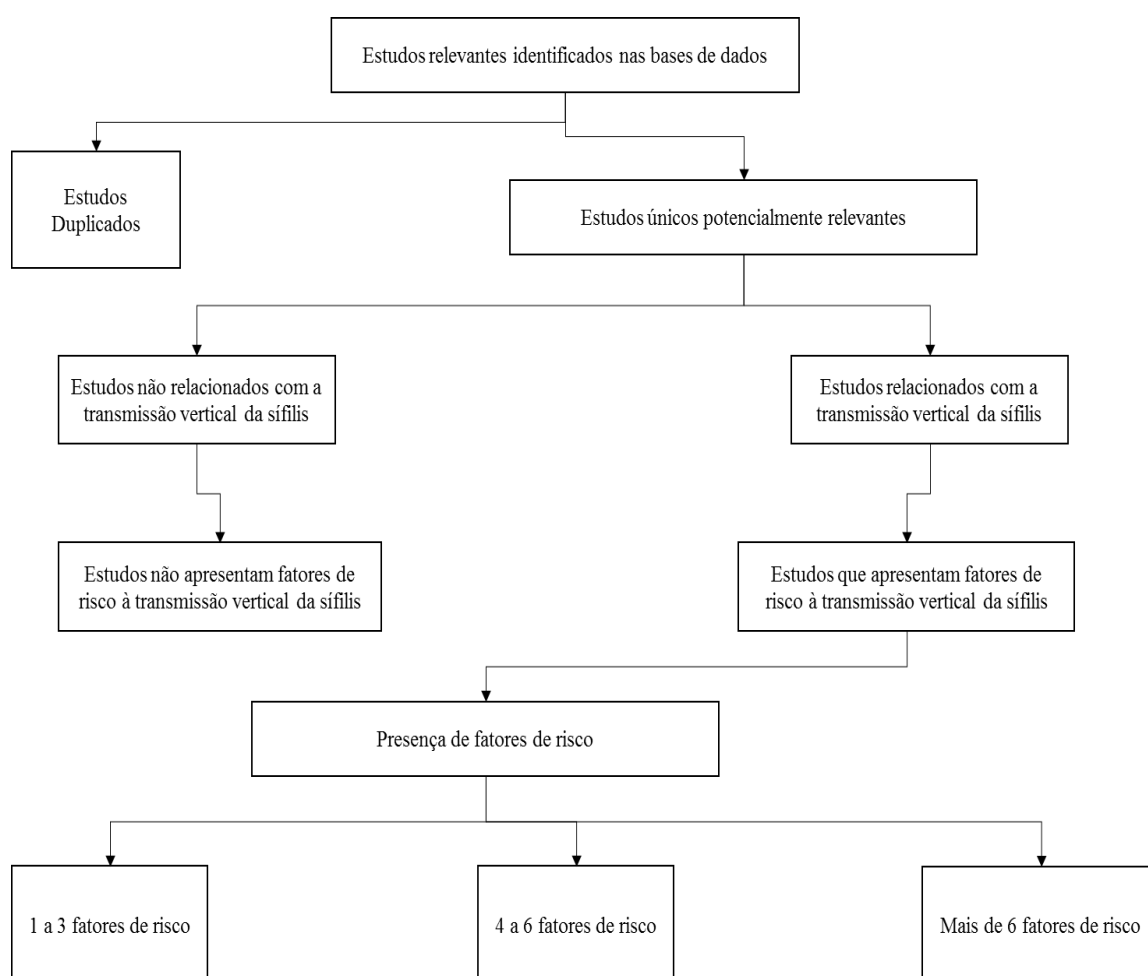 Estudos relevantes identificados nas bases de dados
Estudos
Duplicados
Estudos únicos potencialmente relevantes
Estudos não relacionados com a
transmissão vertical da sífilis
Estudos relacionados com a
transmissão vertical da sífilis
Estudos não apresentam fatores de
risco à transmissão vertical da sífilis
Estudos que apresentam fatores de
risco à transmissão vertical da sífilis
Presença de fatores de risco
1 a 3 fatores de risco
4 a 6 fatores de risco
Mais de 6 fatores de risco